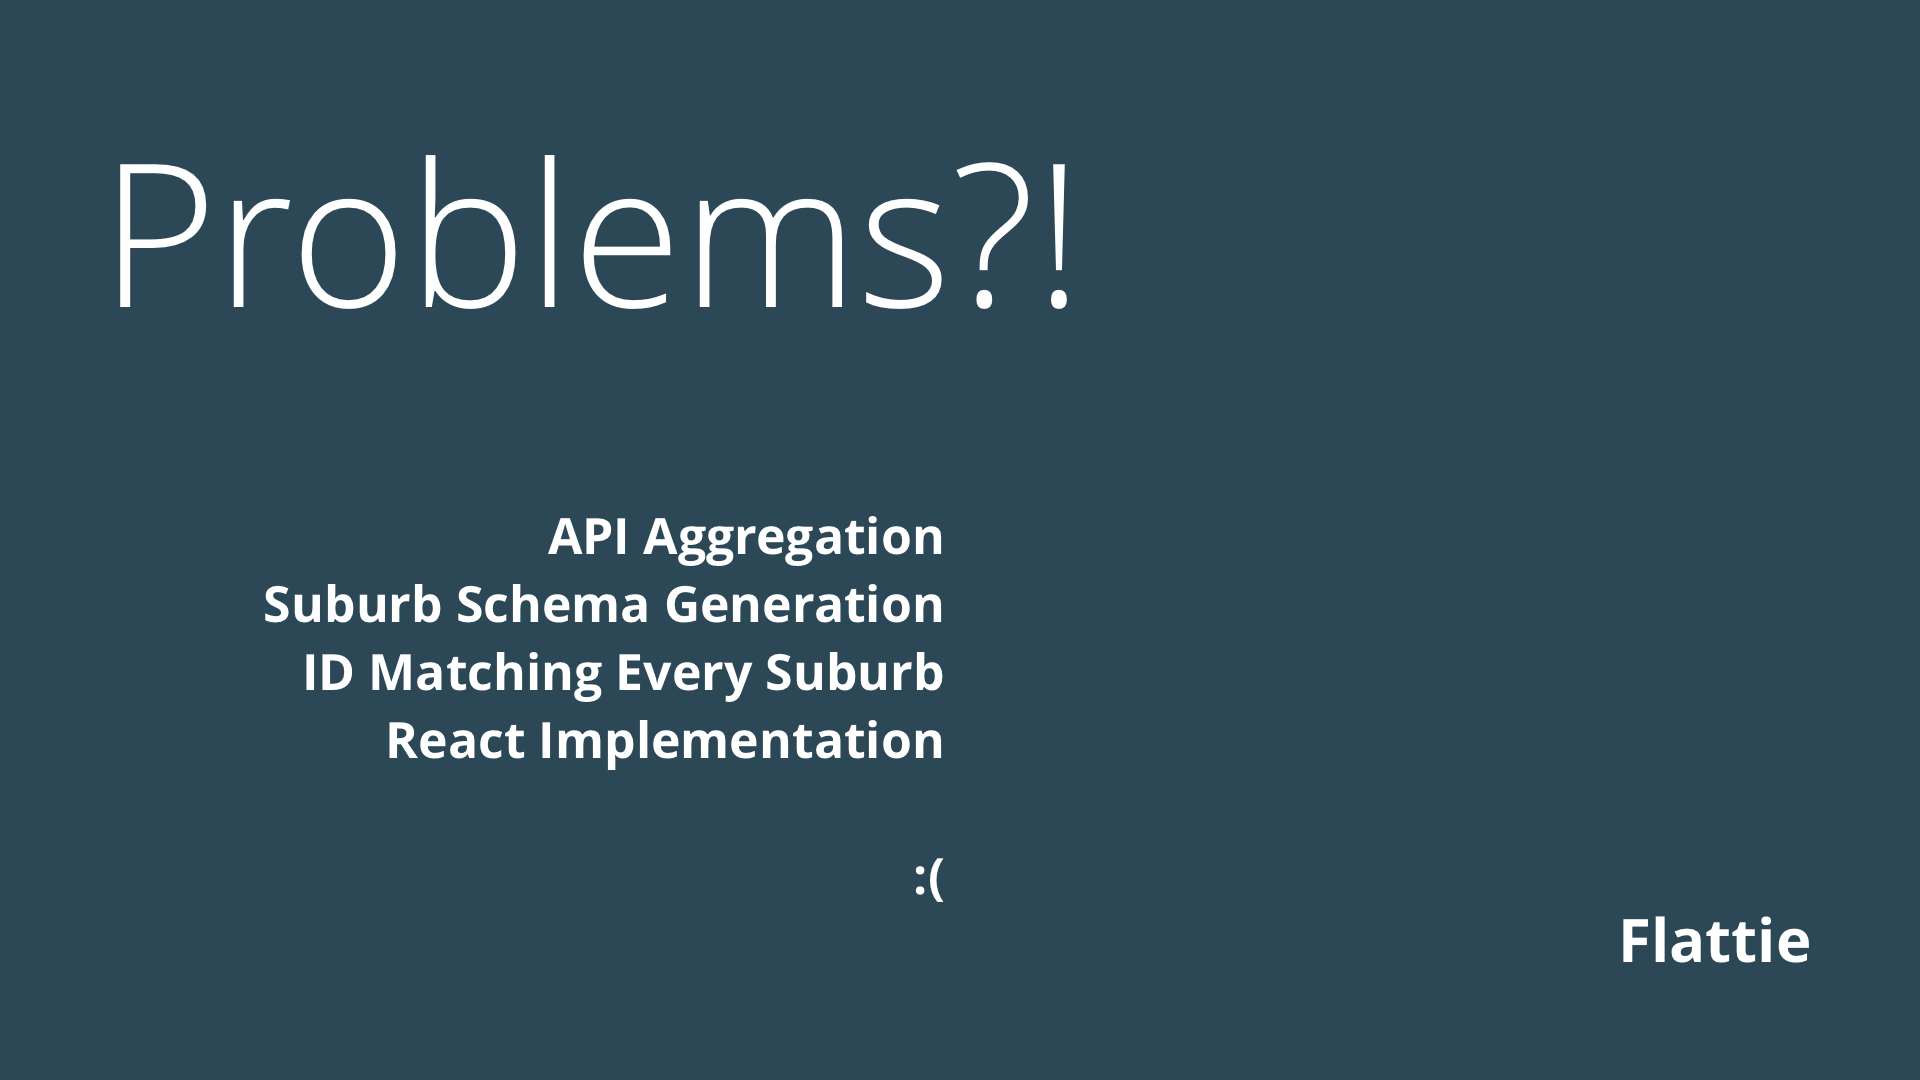 Problems?!
API Aggregation
Suburb Schema Generation
ID Matching Every Suburb
React Implementation
:(
Flattie